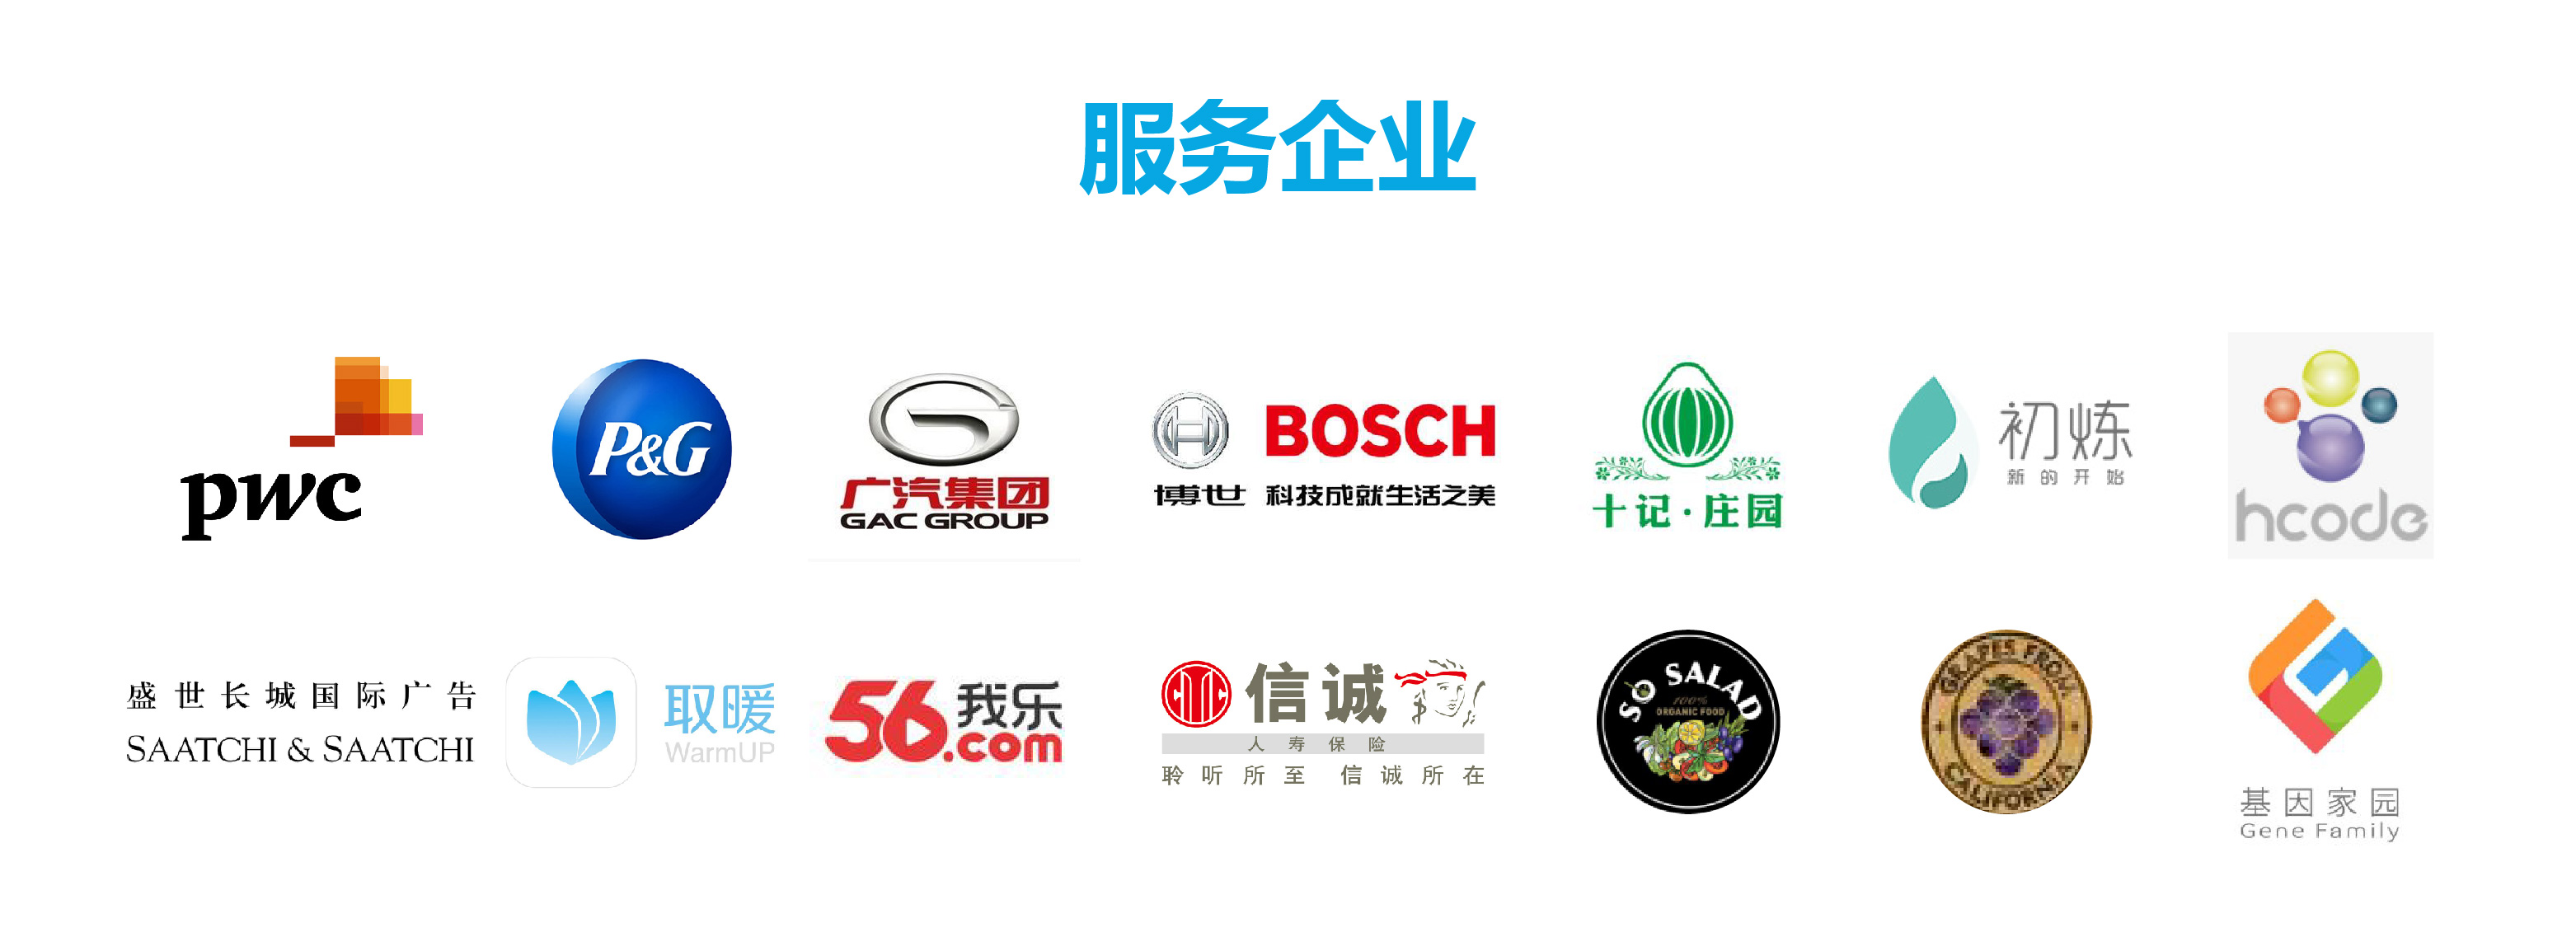 服务企业
pwc
P&G
广汽集团
GAC GROUP
BOSCH
博世 科技成就生活之美
十记·庄园
初炼
新的开始
hcode
盛世长城国际广告
SAATCHI & SAATCHI
取暖
WarmUP
56我乐
.com
CITIC 信诚
人寿保险
聆听所至 信诚所在
SO SALAD
100%
ORGANIC FOOD
GRAPES FROM
CALIFORNIA
基因家园
Gene Family